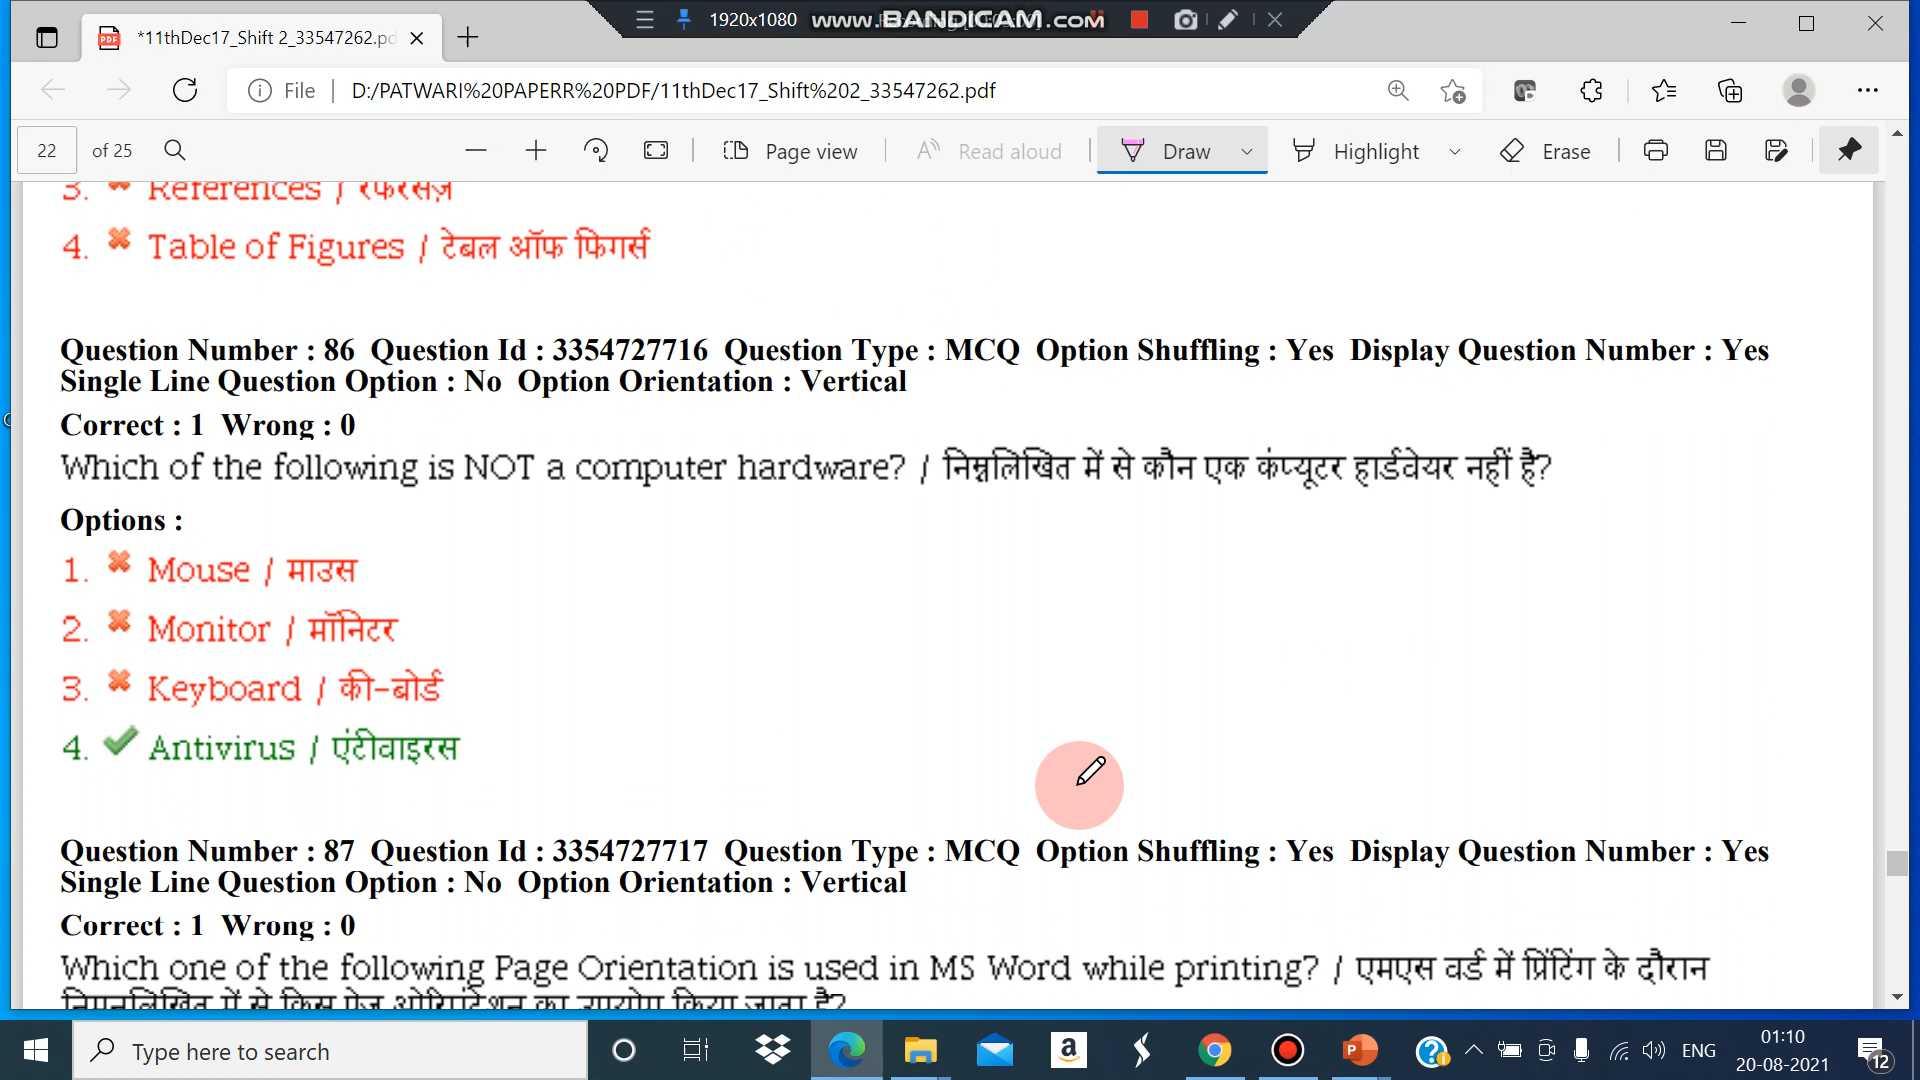 1920x1080
www.BANDICAM.com
*11thDec17_Shift 2_33547262.pd
File
D:/PATWARI%20PAPERR%20PDF/11thDec17_Shift%202_33547262.pdf
22 of 25
Page view
Read aloud
Draw
Highlight
Erase
3. References / रेफरेंसेज़
4. Table of Figures / टेबल ऑफ फिगर्स
Question Number : 86 Question Id : 3354727716 Question Type : MCQ Option Shuffling : Yes Display Question Number : Yes
Single Line Question Option : No Option Orientation : Vertical
Correct : 1 Wrong : 0
Which of the following is NOT a computer hardware? / निम्नलिखित में से कौन एक कंप्यूटर हार्डवेयर नहीं है?
Options :
1. Mouse / माउस
2. Monitor / मॉनिटर
3. Keyboard / की-बोर्ड
4. Antivirus / एंटीवाइरस
Question Number : 87 Question Id : 3354727717 Question Type : MCQ Option Shuffling : Yes Display Question Number : Yes
Single Line Question Option : No Option Orientation : Vertical
Correct : 1 Wrong : 0
Which one of the following Page Orientation is used in MS Word while printing? / एमएस वर्ड में प्रिंटिंग के दौरान
निम्नलिखित में से किस पेज ओरिएंटेशन का उपयोग किया जाता है?
Type here to search
ENG
01:10
20-08-2021
12